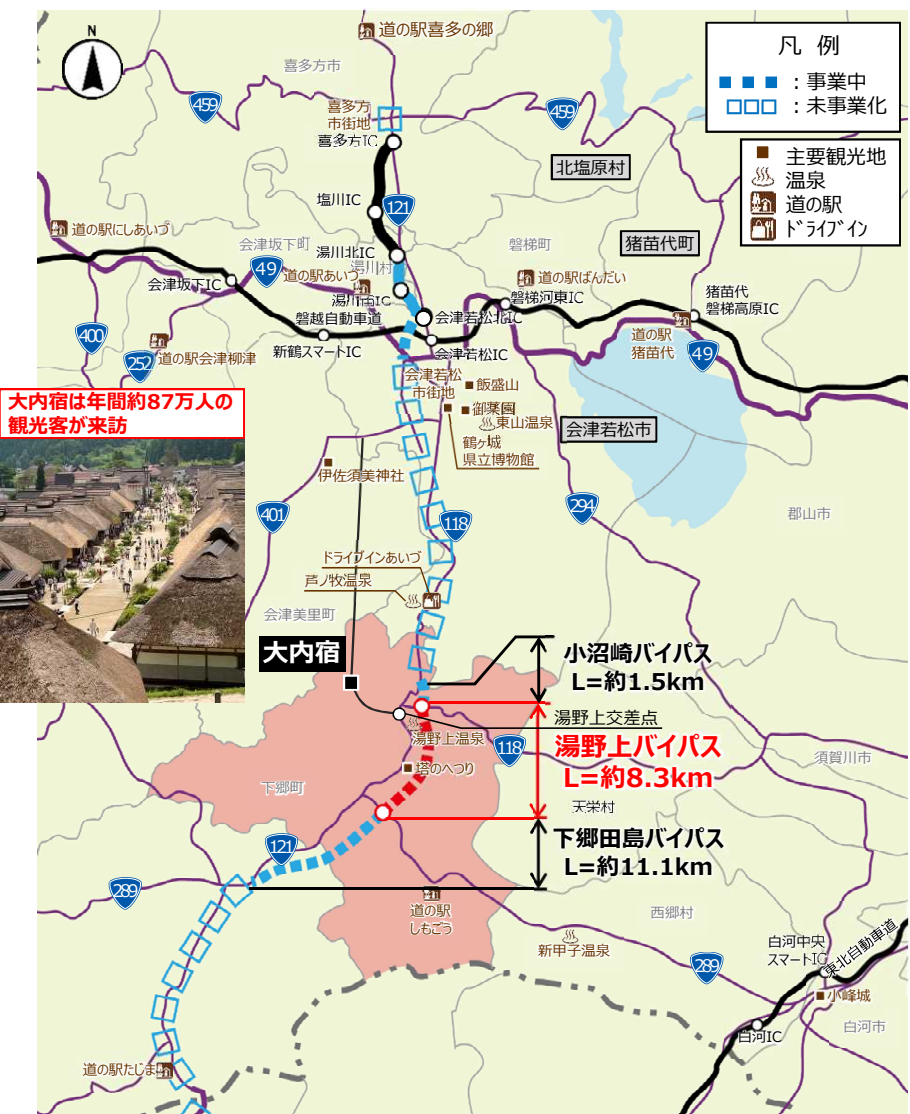 N
道の駅喜多の郷
凡 例
：事業中
：未事業化
喜多方市
459
459
喜多方
市街地
喜多方IC
主要観光地
温泉
道の駅
ドライブイン
北塩原村
塩川IC
121
道の駅にしあいづ
会津坂下町
湯川北IC
湯川村
磐梯町
猪苗代町
49
道の駅あいづ
会津坂下IC
道の駅ばんだい
湯川南IC
磐梯河東IC
猪苗代
磐梯高原IC
磐越自動車道
会津若松北IC
400
新鶴スマートIC
会津若松IC
道の駅
猪苗代
49
252
道の駅会津柳津
会津若松
市街地
飯盛山
御薬園
東山温泉
会津若松市
鶴ヶ城
県立博物館
大内宿は年間約87万人の
観光客が来訪
伊佐須美神社
401
118
294
郡山市
ドライブインあいづ
芦ノ牧温泉
会津美里町
大内宿
小沼崎バイパス
L=約1.5km
湯野上交差点
湯野上温泉
118
湯野上バイパス
L=約8.3km
須賀川市
塔のへつり
下郷町
天栄村
121
下郷田島バイパス
L=約11.1km
289
道の駅
しもごう
西郷村
新甲子温泉
289
白河中央
スマートIC
東北自動車道
小峰城
白河IC
白河市
道の駅たじま